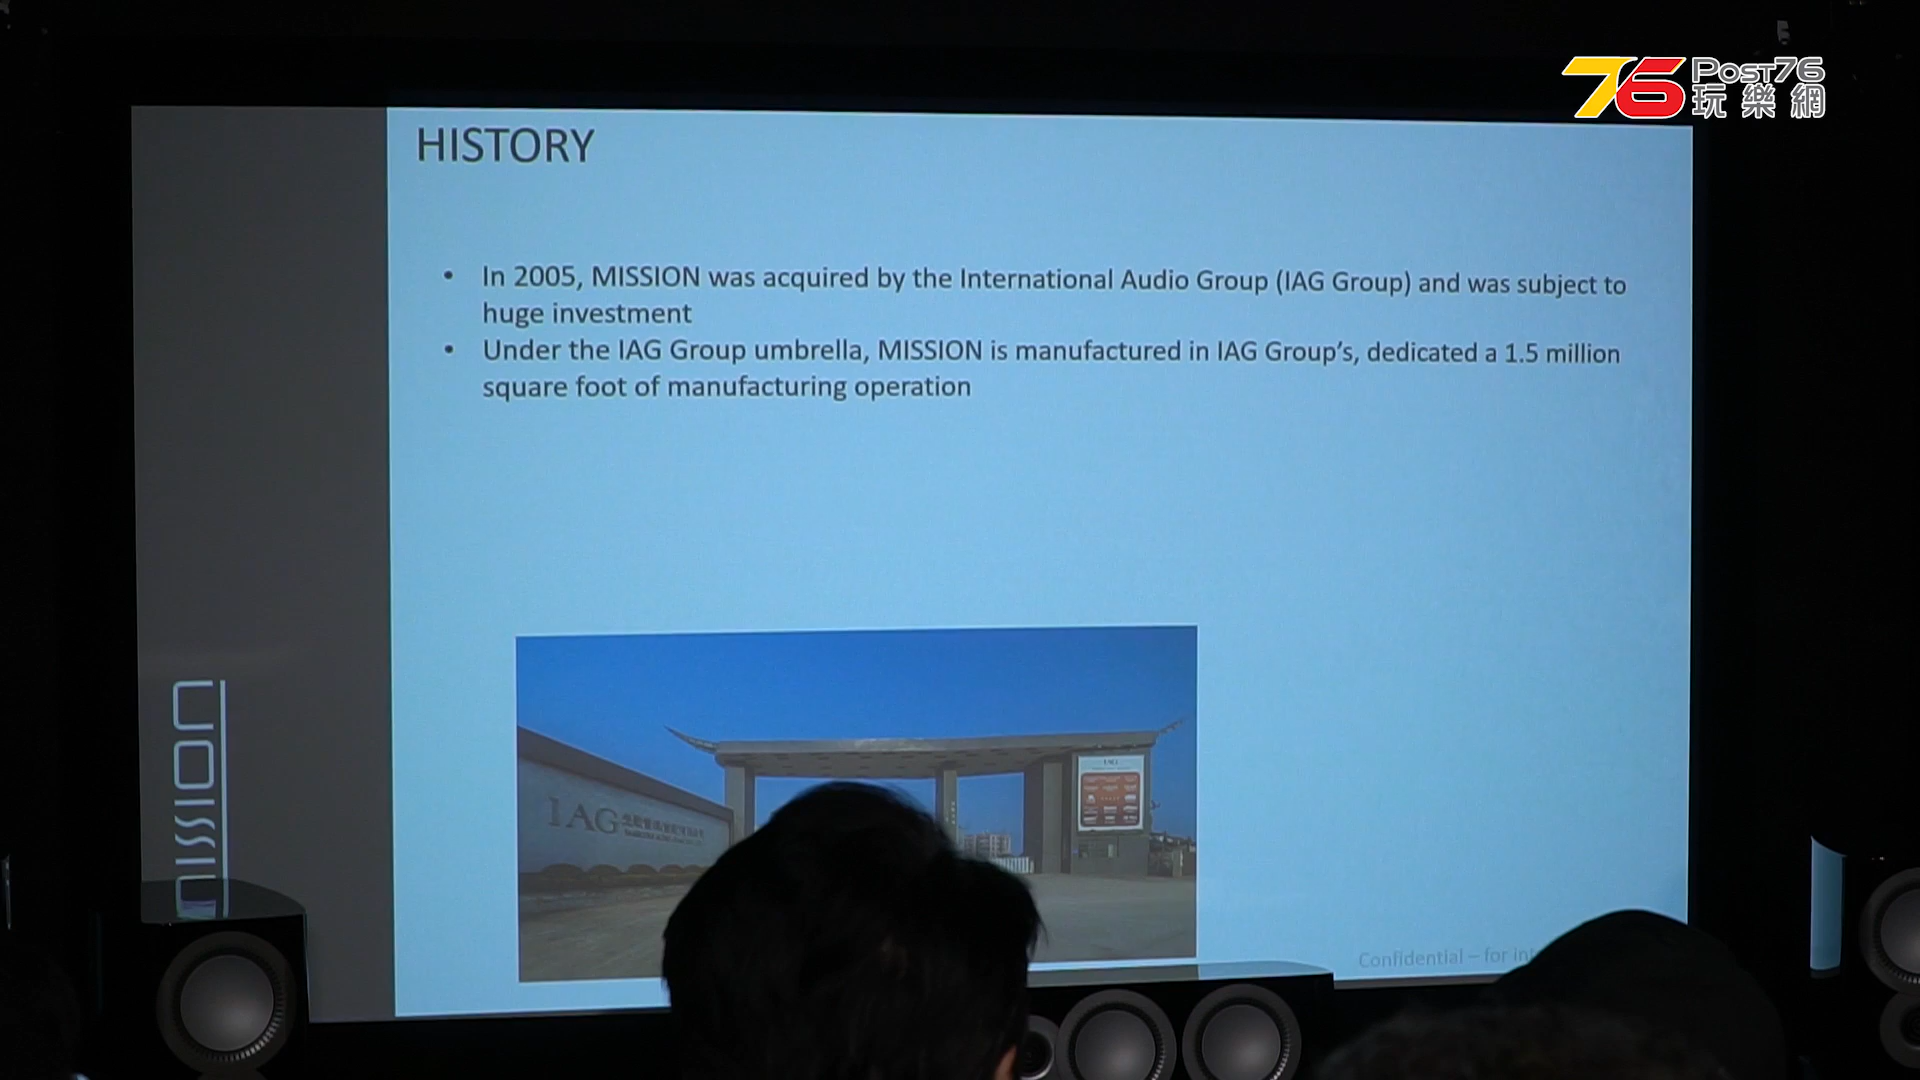 Post76
玩樂網
HISTORY
• In 2005, MISSION was acquired by the International Audio Group (IAG Group) and was subject to
huge investment
• Under the IAG Group umbrella, MISSION is manufactured in IAG Group's, dedicated a 1.5 million
square foot of manufacturing operation
MISSION
IAG
IAG
Confidential – for